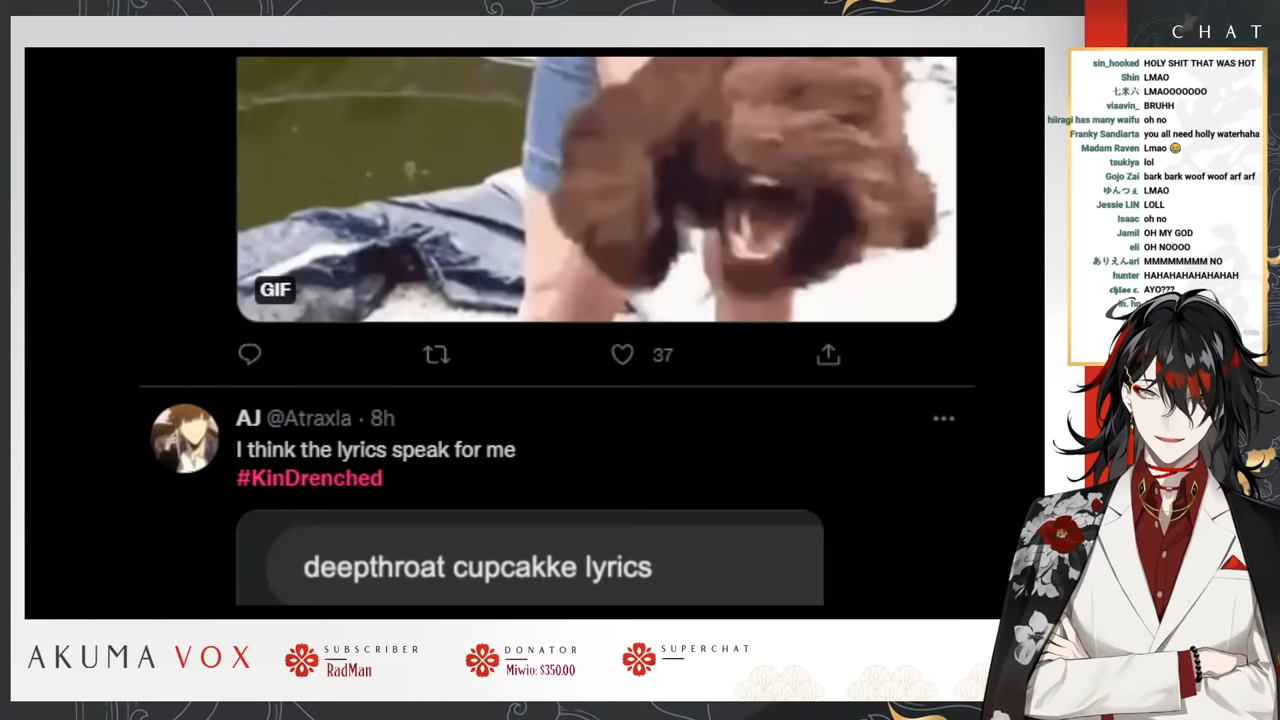 CHAT
sin_hooked HOLY SHIT THAT WAS HOT
Shin LMAO
七米六 LMAOOOOOOO
viaavin_ BRUHH
hiiragi has many waifu oh no
Franky Sandiarta you all need holly waterhaha
Madam Raven Lmao 😂
tsukiya lol
Gojo Zai bark bark woof woof arf arf
ゆんつぇ LMAO
Jessie LIN LOLL
Isaac oh no
Jamil OH MY GOD
eli OH NOOOO
ありえんari MMMMMMMM NO
hunter HAHAHAHAHAHAHAH
chloe c. AYO???
GIF
37
AJ @Atraxla · 8h
I think the lyrics speak for me
#KinDrenched
deepthroat cupcakke lyrics
AKUMA VOX
SUBSCRIBER
RadMan
DONATOR
Miwio: $350.00
SUPERCHAT